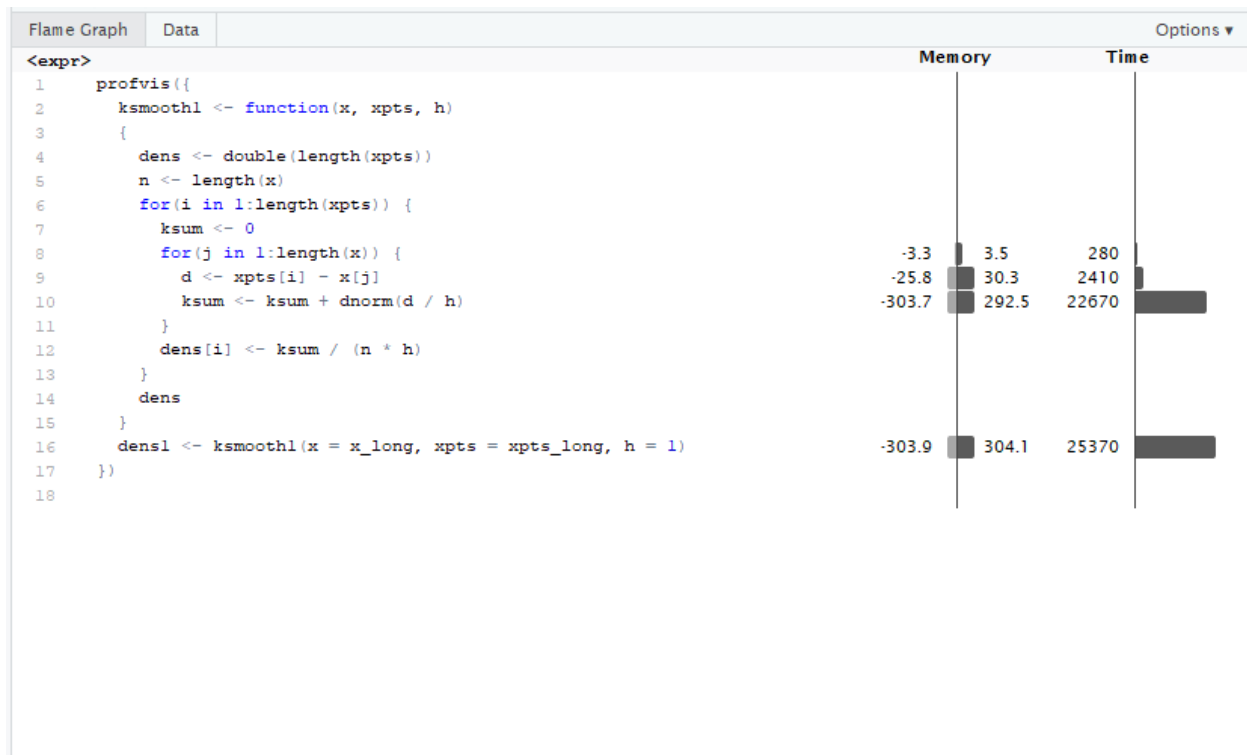 Flame Graph Data Options ▾
<expr> Memory Time
1 profvis({
2 ksmooth1 <- function(x, xpts, h)
3 {
4 dens <- double(length(xpts))
5 n <- length(x)
6 for(i in 1:length(xpts)) {
7 ksum <- 0
8 for(j in 1:length(x)) { -3.3 3.5 280
9 d <- xpts[i] - x[j] -25.8 30.3 2410
10 ksum <- ksum + dnorm(d / h) -303.7 292.5 22670
11 }
12 dens[i] <- ksum / (n * h)
13 }
14 dens
15 }
16 dens1 <- ksmooth1(x = x_long, xpts = xpts_long, h = 1) -303.9 304.1 25370
17 })
18